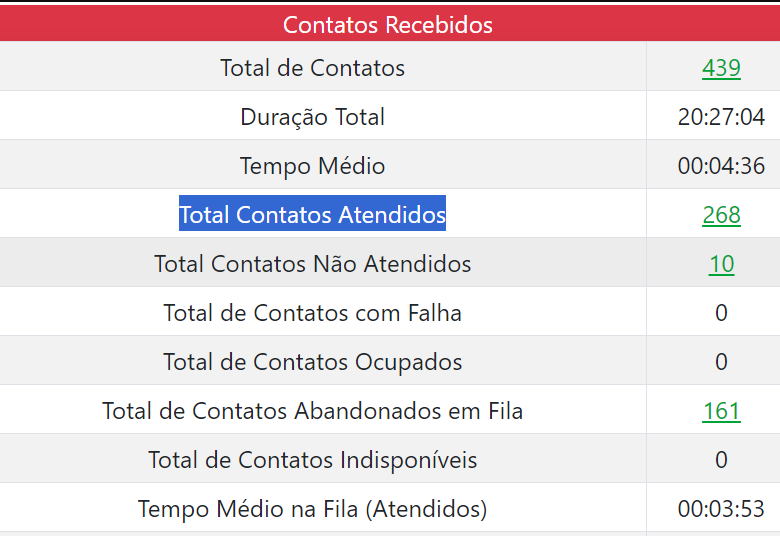 Contatos Recebidos
Total de Contatos 439
Duração Total 20:27:04
Tempo Médio 00:04:36
Total Contatos Atendidos 268
Total Contatos Não Atendidos 10
Total de Contatos com Falha 0
Total de Contatos Ocupados 0
Total de Contatos Abandonados em Fila 161
Total de Contatos Indisponíveis 0
Tempo Médio na Fila (Atendidos) 00:03:53